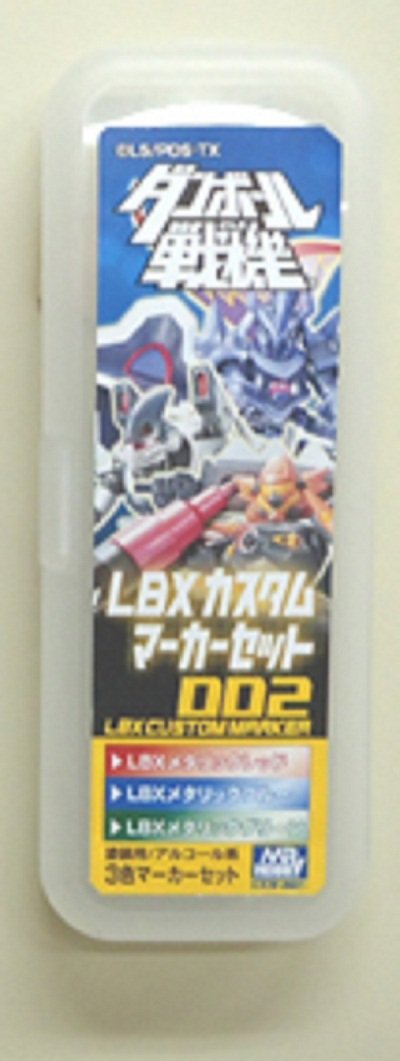 ダンボール
戦機
LBXカスタム
マーカーセット
002
LBX CUSTOM MARKER
▶LBXメタリックレッド
▶LBXメタリックブルー
▶LBXメタリックグリーン
塗装用/アルコール系
3色マーカーセット
MR.
HOBBY